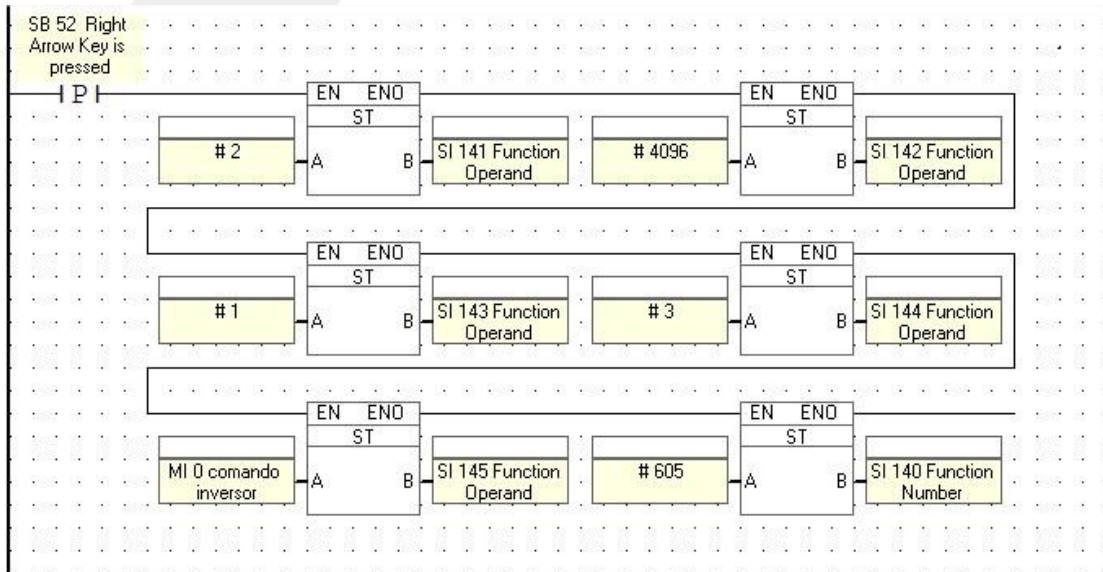 SB 52 Right
Arrow Key is
pressed
P
EN ENO
ST
# 2
A
B
SI 141 Function
Operand
EN ENO
ST
# 4096
A
B
SI 142 Function
Operand
EN ENO
ST
# 1
A
B
SI 143 Function
Operand
EN ENO
ST
# 3
A
B
SI 144 Function
Operand
EN ENO
ST
MI 0 comando
inversor
A
B
SI 145 Function
Operand
EN ENO
ST
# 605
A
B
SI 140 Function
Number